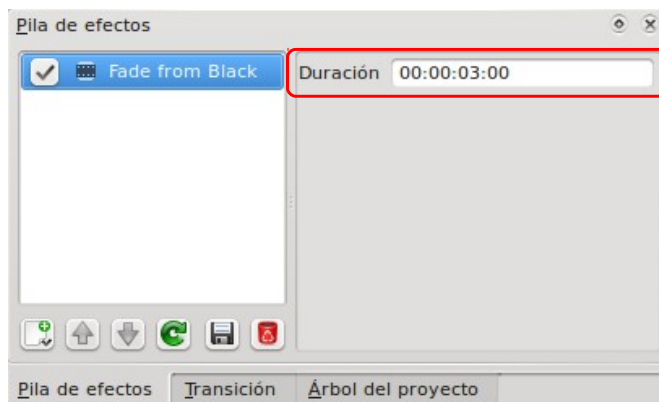 Pila de efectos
Fade from Black
Duración 00:00:03:00
Pila de efectos Transición Árbol del proyecto